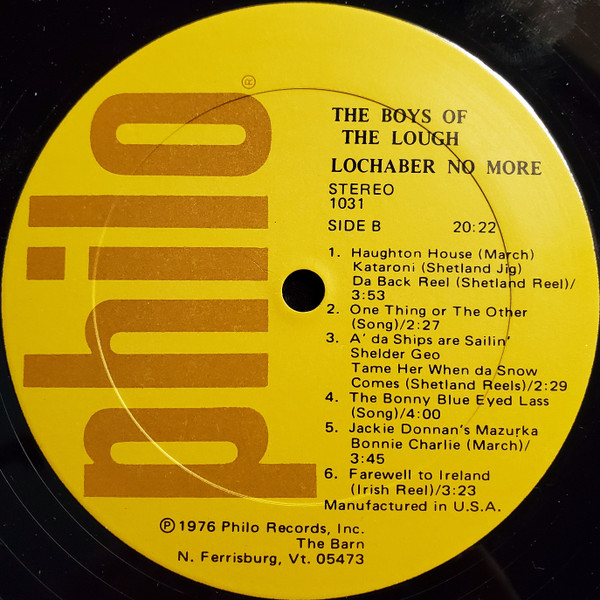 philo®
THE BOYS OF
THE LOUGH
LOCHABER NO MORE
STEREO
1031
SIDE B 20:22
1. Haughton House (March)
Kataroni (Shetland Jig)
Da Back Reel (Shetland Reel)/
3:53
2. One Thing or The Other
(Song)/2:27
3. A' da Ships are Sailin'
Shelder Geo
Tame Her When da Snow
Comes (Shetland Reels)/2:29
4. The Bonny Blue Eyed Lass
(Song)/4:00
5. Jackie Donnan's Mazurka
Bonnie Charlie (March)/
3:45
6. Farewell to Ireland
(Irish Reel)/3:23
Manufactured in U.S.A.
℗ 1976 Philo Records, Inc.
The Barn
N. Ferrisburg, Vt. 05473